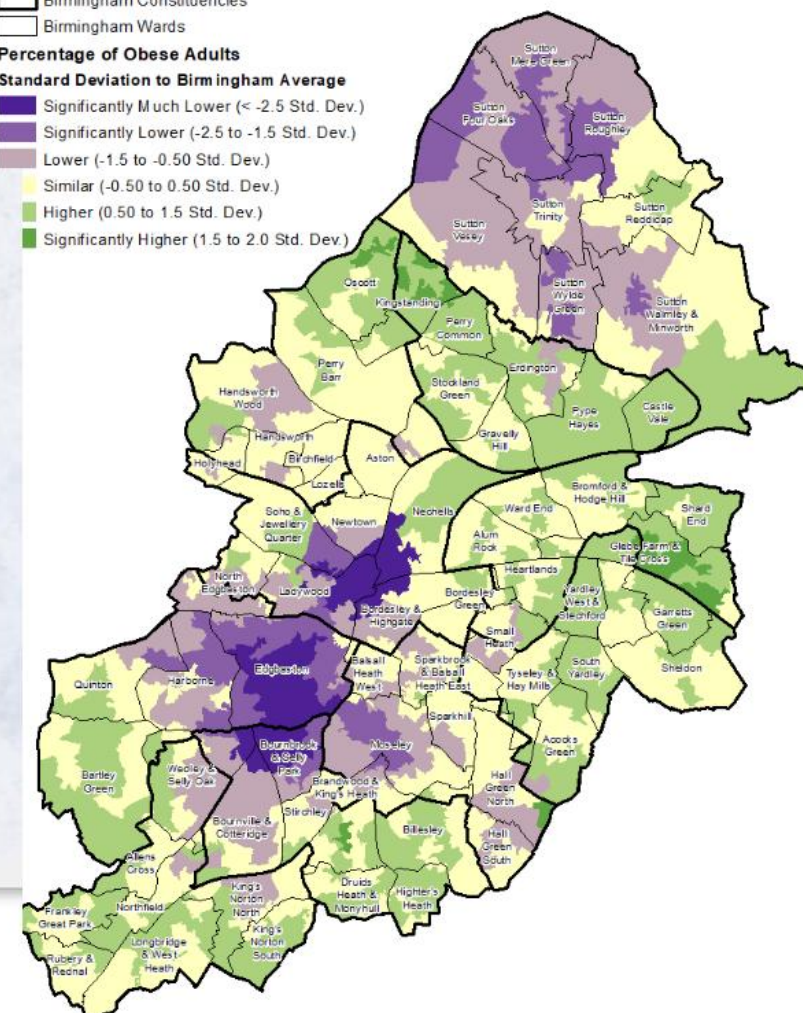 Birmingham Constituencies
Birmingham Wards
Percentage of Obese Adults
Standard Deviation to Birmingham Average
Significantly Much Lower (< -2.5 Std. Dev.)
Significantly Lower (-2.5 to -1.5 Std. Dev.)
Lower (-1.5 to -0.50 Std. Dev.)
Similar (-0.50 to 0.50 Std. Dev.)
Higher (0.50 to 1.5 Std. Dev.)
Significantly Higher (1.5 to 2.0 Std. Dev.)
Sutton
Mere Green
Sutton
Four Oaks
Sutton
Roughley
Sutton
Trinity
Sutton
Reddicap
Sutton
Vesey
Sutton
Wylde
Green
Sutton
Walmley &
Minworth
Oscott
Kingstanding
Perry
Common
Perry
Barr
Erdington
Stockland
Green
Pype
Hayes
Castle
Vale
Gravelly
Hill
Handsworth
Wood
Handsworth
Holyhead
Birchfield
Aston
Lozells
Soho &
Jewellery
Quarter
Newtown
Nechells
Bromford &
Hodge Hill
Ward End
Shard
End
Alum
Rock
Glebe Farm &
Tile Cross
Heartlands
North
Edgbaston
Ladywood
Bordesley &
Highgate
Bordesley
Green
Yardley
West &
Stechford
Garretts
Green
Small
Heath
Sheldon
Quinton
Harborne
Edgbaston
Balsall
Heath
West
Sparkbrook
& Balsall
Heath East
Tyseley &
Hay Mills
South
Yardley
Sparkhill
Acocks
Green
Moseley
Bournbrook
& Selly
Park
Bartley
Green
Weoley &
Selly Oak
Brandwood &
King's Heath
Hall
Green
North
Stirchley
Bournville &
Cotteridge
Billesley
Hall
Green
South
Allens
Cross
King's
Norton
North
Druids
Heath &
Monyhull
Highter's
Heath
Frankley
Great Park
Northfield
King's
Norton
South
Longbridge
& West
Heath
Rubery &
Rednal